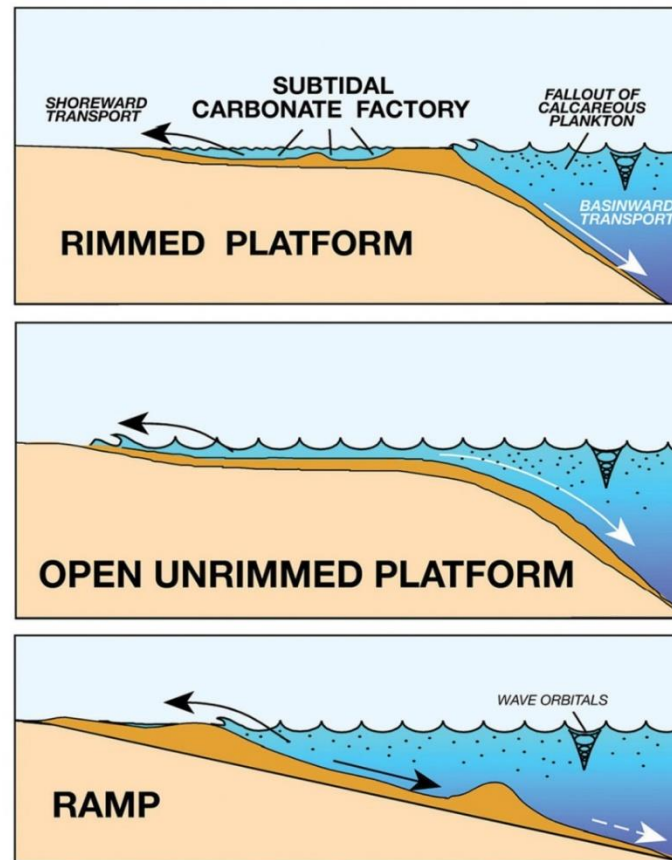 SHOREWARD
TRANSPORT
SUBTIDAL
CARBONATE FACTORY
FALLOUT OF
CALCAREOUS
PLANKTON
BASINWARD
TRANSPORT
RIMMED PLATFORM
OPEN UNRIMMED PLATFORM
WAVE ORBITALS
RAMP